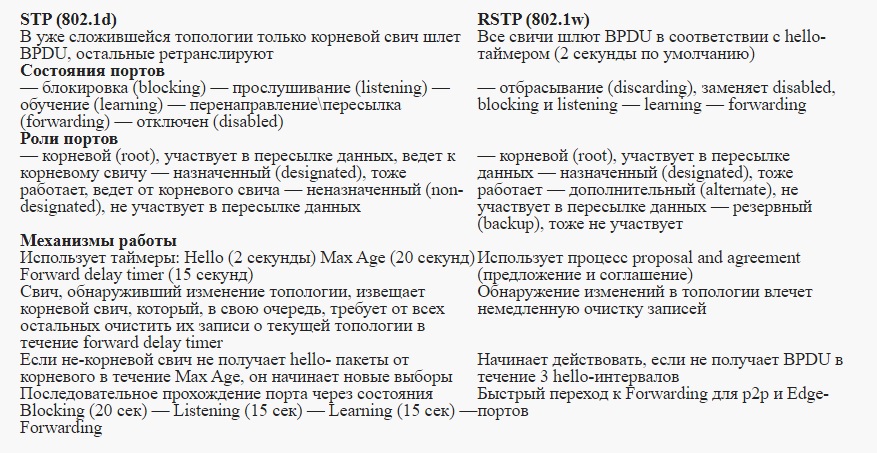 STP (802.1d)
В уже сложившейся топологии только корневой свич шлет
BPDU, остальные ретранслируют
RSTP (802.1w)
Все свичи шлют BPDU в соответствии с hello-
таймером (2 секунды по умолчанию)
Состояния портов
— блокировка (blocking) — прослушивание (listening) —
обучение (learning) — перенаправление\пересылка
(forwarding) — отключен (disabled)
— отбрасывание (discarding), заменяет disabled,
blocking и listening — learning — forwarding
Роли портов
— корневой (root), участвует в пересылке данных, ведет к
корневому свичу — назначенный (designated), тоже
работает, ведет от корневого свича — неназначенный (non-
designated), не участвует в пересылке данных
— корневой (root), участвует в пересылке
данных — назначенный (designated), тоже
работает — дополнительный (alternate), не
участвует в пересылке данных — резервный
(backup), тоже не участвует
Механизмы работы
Использует таймеры: Hello (2 секунды) Max Age (20 секунд)
Forward delay timer (15 секунд)
Использует процесс proposal and agreement
(предложение и соглашение)
Свич, обнаруживший изменение топологии, извещает
корневой свич, который, в свою очередь, требует от всех
остальных очистить их записи о текущей топологии в
течение forward delay timer
Обнаружение изменений в топологии влечет
немедленную очистку записей
Если не-корневой свич не получает hello- пакеты от
корневого в течение Max Age, он начинает новые выборы
Начинает действовать, если не получает BPDU в
течение 3 hello-интервалов
Последовательное прохождение порта через состояния
Blocking (20 сек) — Listening (15 сек) — Learning (15 сек) —
Forwarding
Быстрый переход к Forwarding для p2p и Edge-
портов